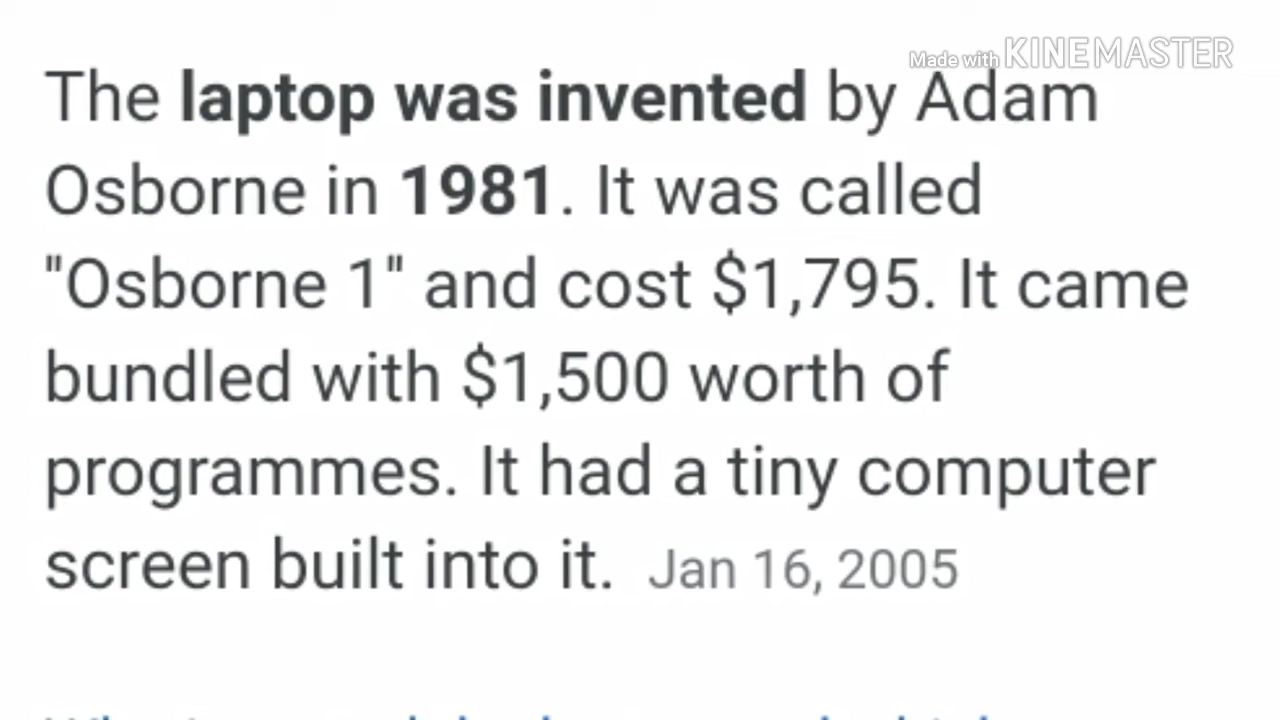 Made with KINEMASTER
The laptop was invented by Adam
Osborne in 1981. It was called
"Osborne 1" and cost $1,795. It came
bundled with $1,500 worth of
programmes. It had a tiny computer
screen built into it. Jan 16, 2005